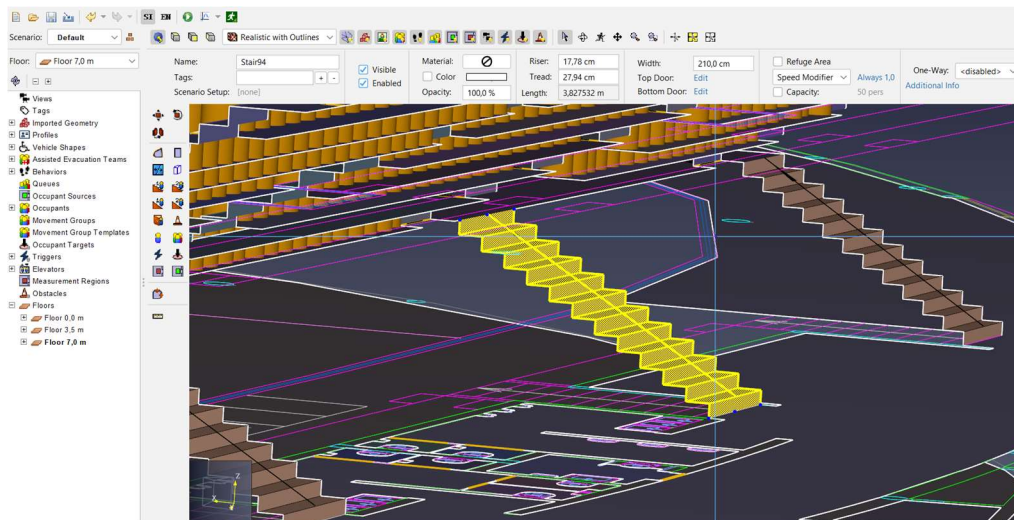 SI EN
Scenario: Default Realistic with Outlines
Floor: Floor 7,0 m
Name: Stair94
Tags: + -
Scenario Setup: [none]
Visible
Enabled
Material:
Color
Opacity: 100,0 %
Riser: 17,78 cm
Tread: 27,94 cm
Length: 3,827532 m
Width: 210,0 cm
Top Door: Edit
Bottom Door: Edit
Refuge Area
Speed Modifier Always 1,0
Capacity: 50 pers
One-Way: <disabled>
Additional Info
Views
Tags
Imported Geometry
Profiles
Vehicle Shapes
Assisted Evacuation Teams
Behaviors
Queues
Occupant Sources
Occupants
Movement Groups
Movement Group Templates
Occupant Targets
Triggers
Elevators
Measurement Regions
Obstacles
Floors
Floor 0,0 m
Floor 3,5 m
Floor 7,0 m
Z
X